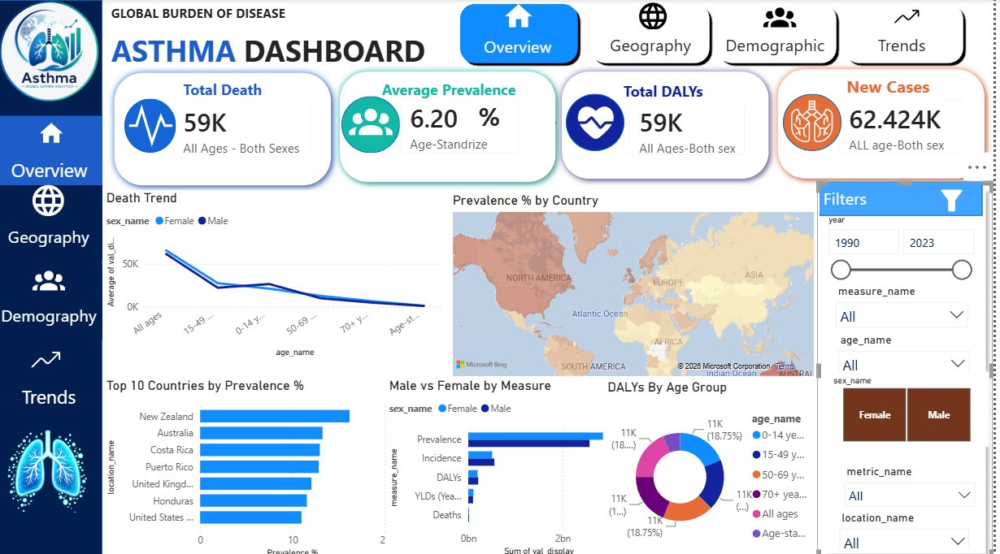 GLOBAL BURDEN OF DISEASE
ASTHMA DASHBOARD
Asthma
GLOBAL ASTHMA ANALYTICS
Overview
Geography
Demographic
Trends
Overview
Geography
Demography
Trends
Total Death
59K
All Ages - Both Sexes
Average Prevalence
6.20 %
Age-Standrize
Total DALYs
59K
All Ages-Both sex
New Cases
62.424K
ALL age-Both sex
Death Trend
sex_name Female Male
Average of val_di...
50K
0K
All ages
15-49 ...
0-14 y...
50-69 ...
70+ y...
Age-st...
age_name
Prevalence % by Country
NORTH AMERICA
EUROPE
ASIA
Atlantic Ocean
AFRICA
SOUTH AMERICA
Indian Ocean
AUSTRAL
Microsoft Bing
© 2026 Microsoft Corporation Terms
Top 10 Countries by Prevalence %
location_name
New Zealand
Australia
Costa Rica
Puerto Rico
United Kingd...
Honduras
United States ...
0 10 2
Prevalence %
Male vs Female by Measure
sex_name Female Male
measure_name
Prevalence
Incidence
DALYs
YLDs (Yea...
Deaths
0bn 2bn
Sum of val_display
DALYs By Age Group
11K
(18.75%)
11K
(...)
11K
(18.75%)
11K
(1...)
11K
(18....)
age_name
0-14 ye...
15-49 y...
50-69 y...
70+ yea...
All ages
Age-sta...
Filters
year
1990 2023
measure_name
All
age_name
All
sex_name
Female Male
metric_name
All
location_name
All